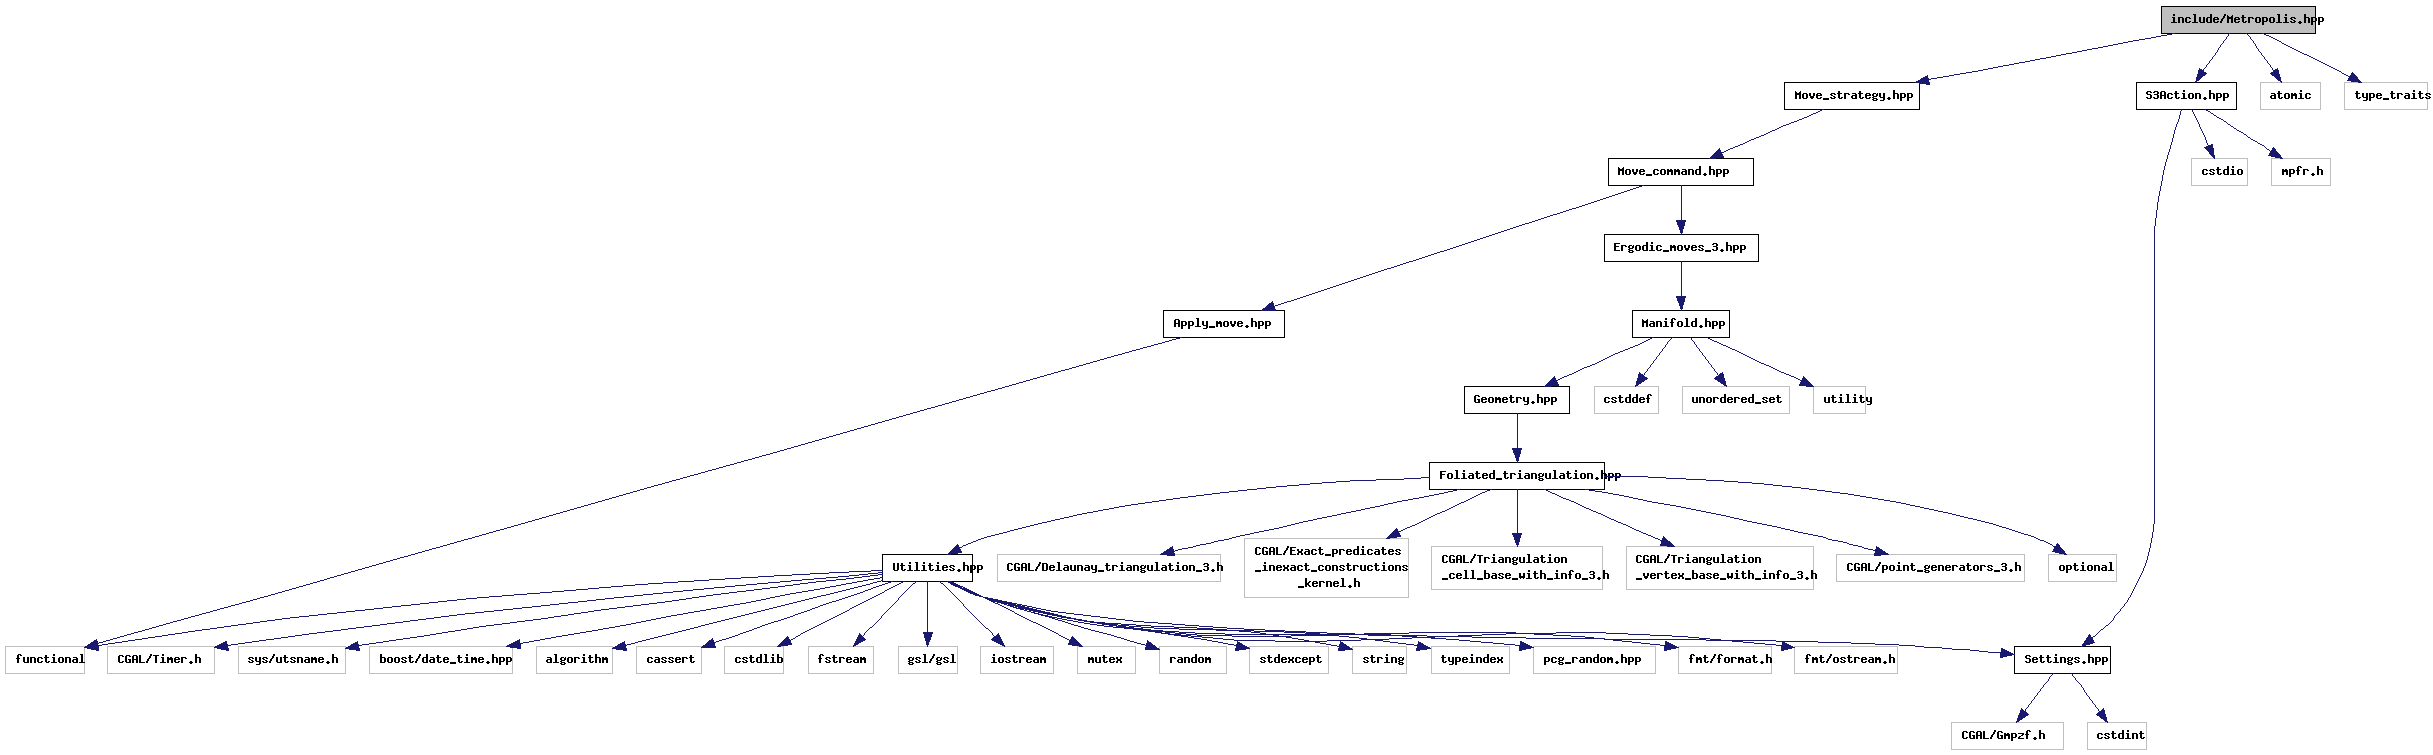 include/Metropolis.hpp
Move_strategy.hpp
S3Action.hpp
atomic
type_traits
Move_command.hpp
cstdio
mpfr.h
Ergodic_moves_3.hpp
Apply_move.hpp
Manifold.hpp
Geometry.hpp
cstddef
unordered_set
utility
Foliated_triangulation.hpp
Utilities.hpp
CGAL/Delaunay_triangulation_3.h
CGAL/Exact_predicates
_inexact_constructions
_kernel.h
CGAL/Triangulation
_cell_base_with_info_3.h
CGAL/Triangulation
_vertex_base_with_info_3.h
CGAL/point_generators_3.h
optional
functional
CGAL/Timer.h
sys/utsname.h
boost/date_time.hpp
algorithm
cassert
cstdlib
fstream
gsl/gsl
iostream
mutex
random
stdexcept
string
typeindex
pcg_random.hpp
fmt/format.h
fmt/ostream.h
Settings.hpp
CGAL/Gmpzf.h
cstdint